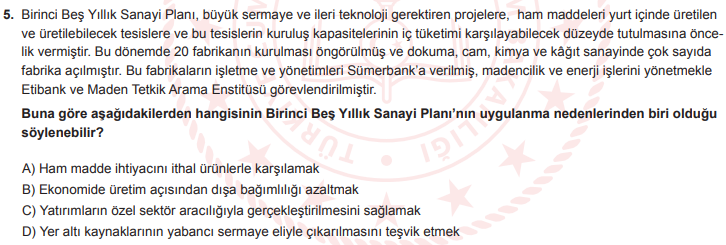 5. Birinci Beş Yıllık Sanayi Planı, büyük sermaye ve ileri teknoloji gerektiren projelere, ham maddeleri yurt içinde üretilen
ve üretilebilecek tesislere ve bu tesislerin kuruluş kapasitelerinin iç tüketimi karşılayabilecek düzeyde tutulmasına önce-
lik vermiştir. Bu dönemde 20 fabrikanın kurulması öngörülmüş ve dokuma, cam, kimya ve kâğıt sanayinde çok sayıda
fabrika açılmıştır. Bu fabrikaların işletme ve yönetimleri Sümerbank'a verilmiş, madencilik ve enerji işlerini yönetmekle
Etibank ve Maden Tetkik Arama Enstitüsü görevlendirilmiştir.
Buna göre aşağıdakilerden hangisinin Birinci Beş Yıllık Sanayi Planı'nın uygulanma nedenlerinden biri olduğu
söylenebilir?
A) Ham madde ihtiyacını ithal ürünlerle karşılamak
B) Ekonomide üretim açısından dışa bağımlılığı azaltmak
C) Yatırımların özel sektör aracılığıyla gerçekleştirilmesini sağlamak
D) Yer altı kaynaklarının yabancı sermaye eliyle çıkarılmasını teşvik etmek